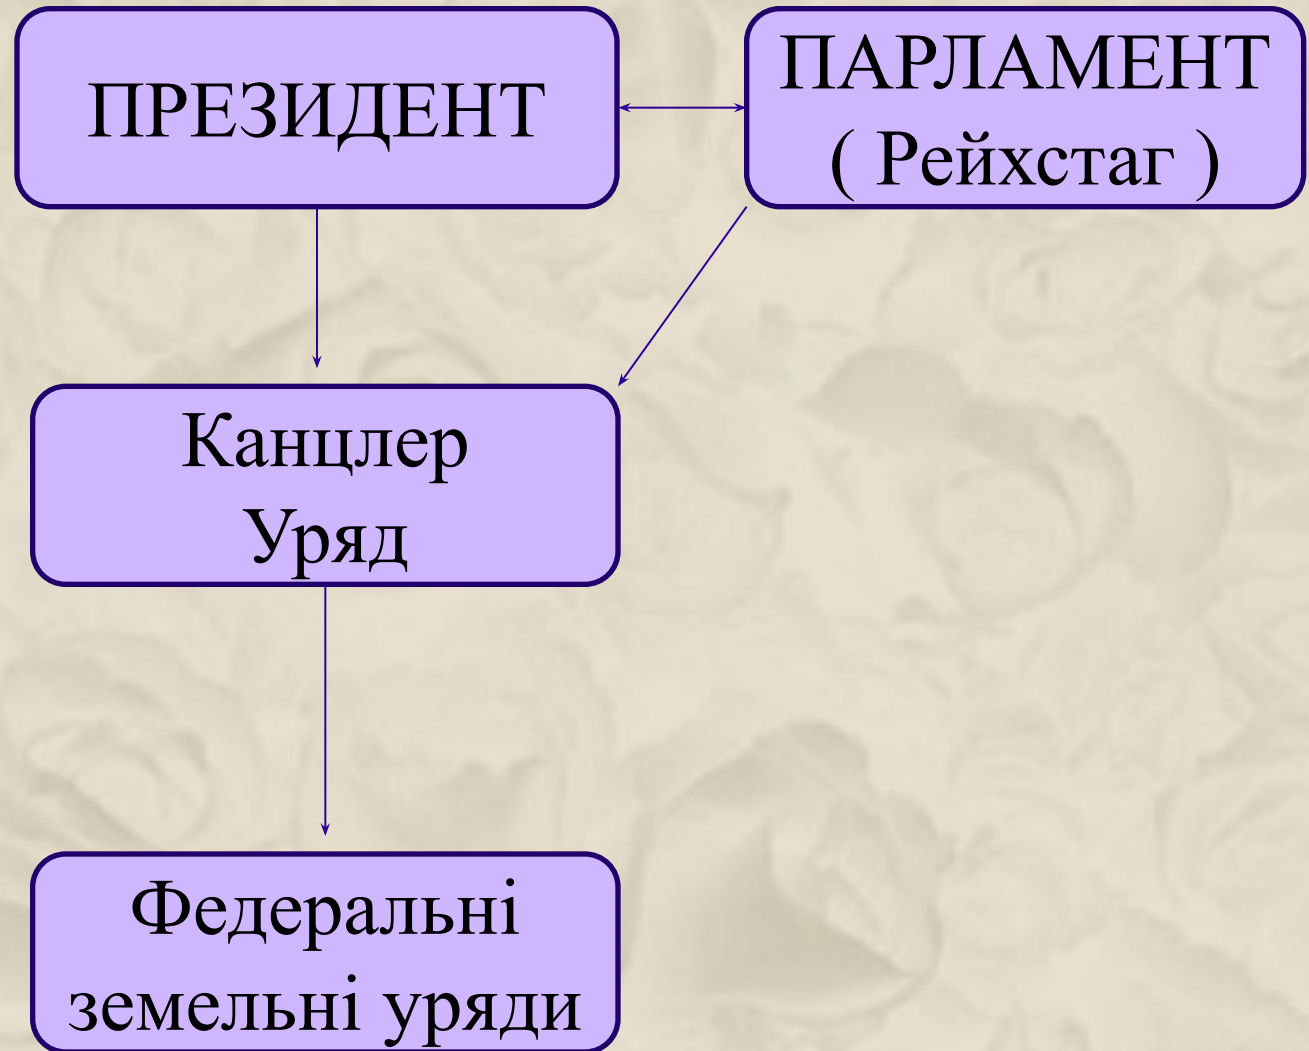 ПРЕЗИДЕНТ
ПАРЛАМЕНТ
( Рейхстаг )
Канцлер
Уряд
Федеральні
земельні уряди